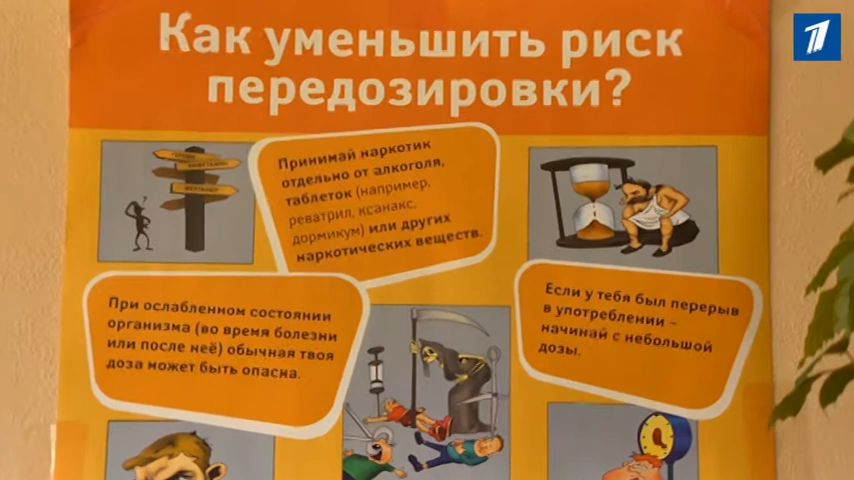 Как уменьшить риск
передозировки?
Принимай наркотик
отдельно от алкоголя,
таблеток (например,
реватрил, ксанакс,
дормикум) или других
наркотических веществ.
При ослабленном состоянии
организма (во время болезни
или после неё) обычная твоя
доза может быть опасна.
Если у тебя был перерыв
в употреблении –
начинай с небольшой
дозы.
1